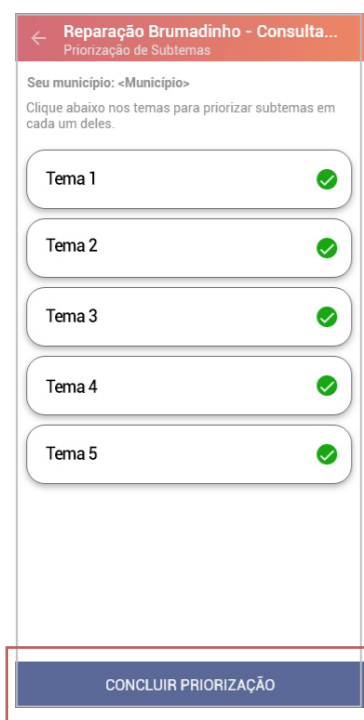 Reparação Brumadinho - Consulta...
Priorização de Subtemas
Seu município: <Município>
Clique abaixo nos temas para priorizar subtemas em
cada um deles.
Tema 1
Tema 2
Tema 3
Tema 4
Tema 5
CONCLUIR PRIORIZAÇÃO